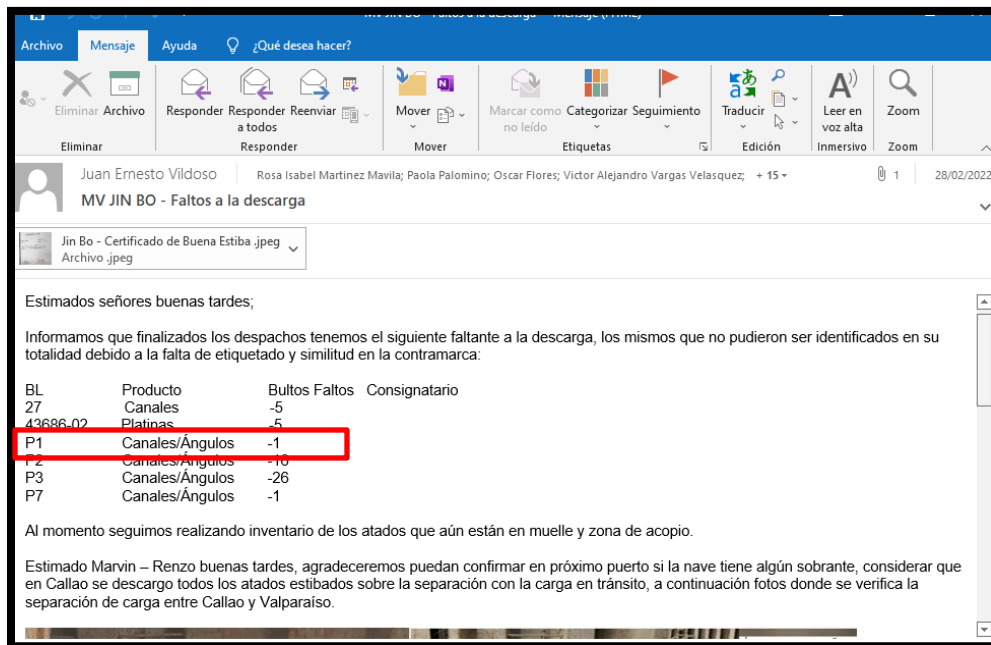 MV JIN BO - Faltos a la descarga - Mensaje (HTML)
Archivo Mensaje Ayuda ¿Qué desea hacer?
Eliminar Archivo Responder Responder a todos Reenviar Mover Marcar como no leído Categorizar Seguimiento Traducir Leer en voz alta Zoom
Eliminar Responder Mover Etiquetas Edición Inmersivo Zoom
Juan Ernesto Vildoso Rosa Isabel Martinez Mavila; Paola Palomino; Oscar Flores; Victor Alejandro Vargas Velasquez; + 15 1 28/02/2022
MV JIN BO - Faltos a la descarga
Jin Bo - Certificado de Buena Estiba .jpeg
Archivo .jpeg
Estimados señores buenas tardes;
Informamos que finalizados los despachos tenemos el siguiente faltante a la descarga, los mismos que no pudieron ser identificados en su
totalidad debido a la falta de etiquetado y similitud en la contramarca:
BL Producto Bultos Faltos Consignatario
27 Canales -5
43686-02 Platinas -5
P1 Canales/Ángulos -1
P2 Canales/Ángulos
P3 Canales/Ángulos -26
P7 Canales/Ángulos -1
Al momento seguimos realizando inventario de los atados que aún están en muelle y zona de acopio.
Estimado Marvin – Renzo buenas tardes, agradeceremos puedan confirmar en próximo puerto si la nave tiene algún sobrante, considerar que
en Callao se descargo todos los atados estibados sobre la separación con la carga en tránsito, a continuación fotos donde se verifica la
separación de carga entre Callao y Valparaíso.